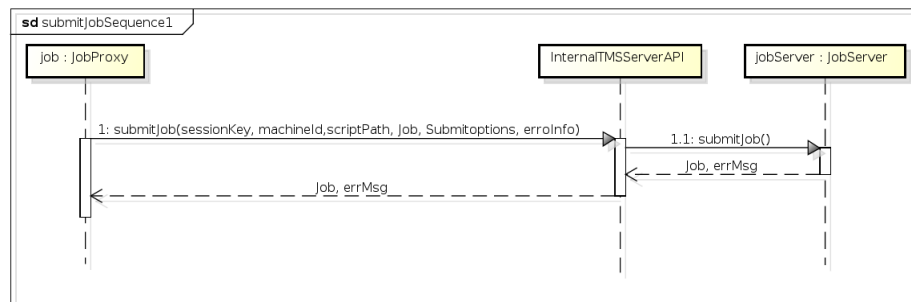 sd submitJobSequence1
job : JobProxy
InternalTMSServerAPI
jobServer : JobServer
1: submitJob(sessionKey, machineId,scriptPath, Job, Submitoptions, erroInfo)
1.1: submitJob()
Job, errMsg
Job, errMsg